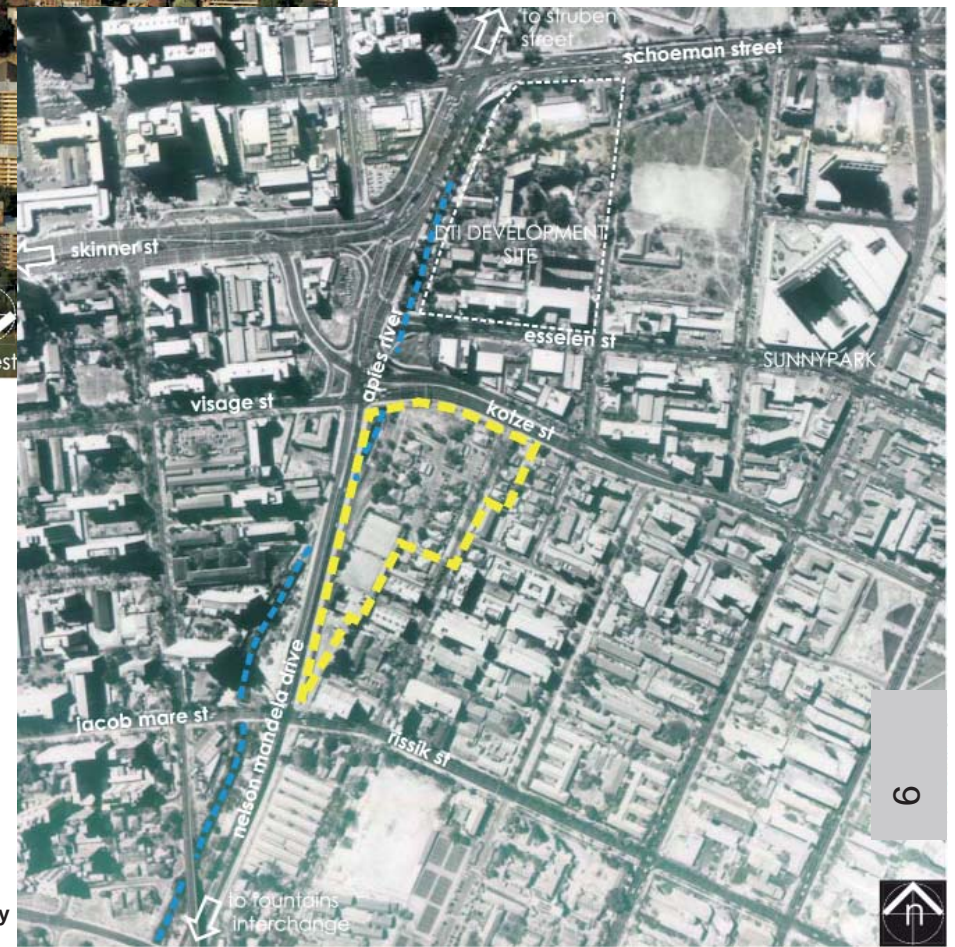 to struben
street
schoeman street
skinner st
DTI DEVELOPMENT
SITE
est
apies river
esselen st
SUNNYPARK
visage st
kotze st
nelson mandela drive
jacob mare st
rissik st
6
to fountains
interchange
y
n